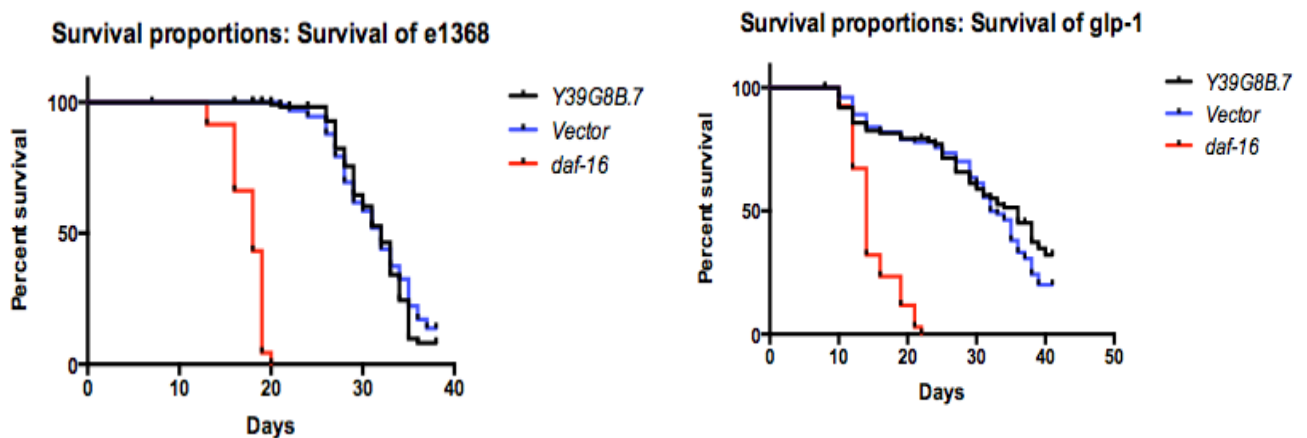 Survival proportions: Survival of e1368
Percent survival
100
50
0
0 10 20 30 40
Days
Y39G8B.7
Vector
daf-16
Survival proportions: Survival of glp-1
Percent survival
100
50
0
0 10 20 30 40 50
Days
Y39G8B.7
Vector
daf-16